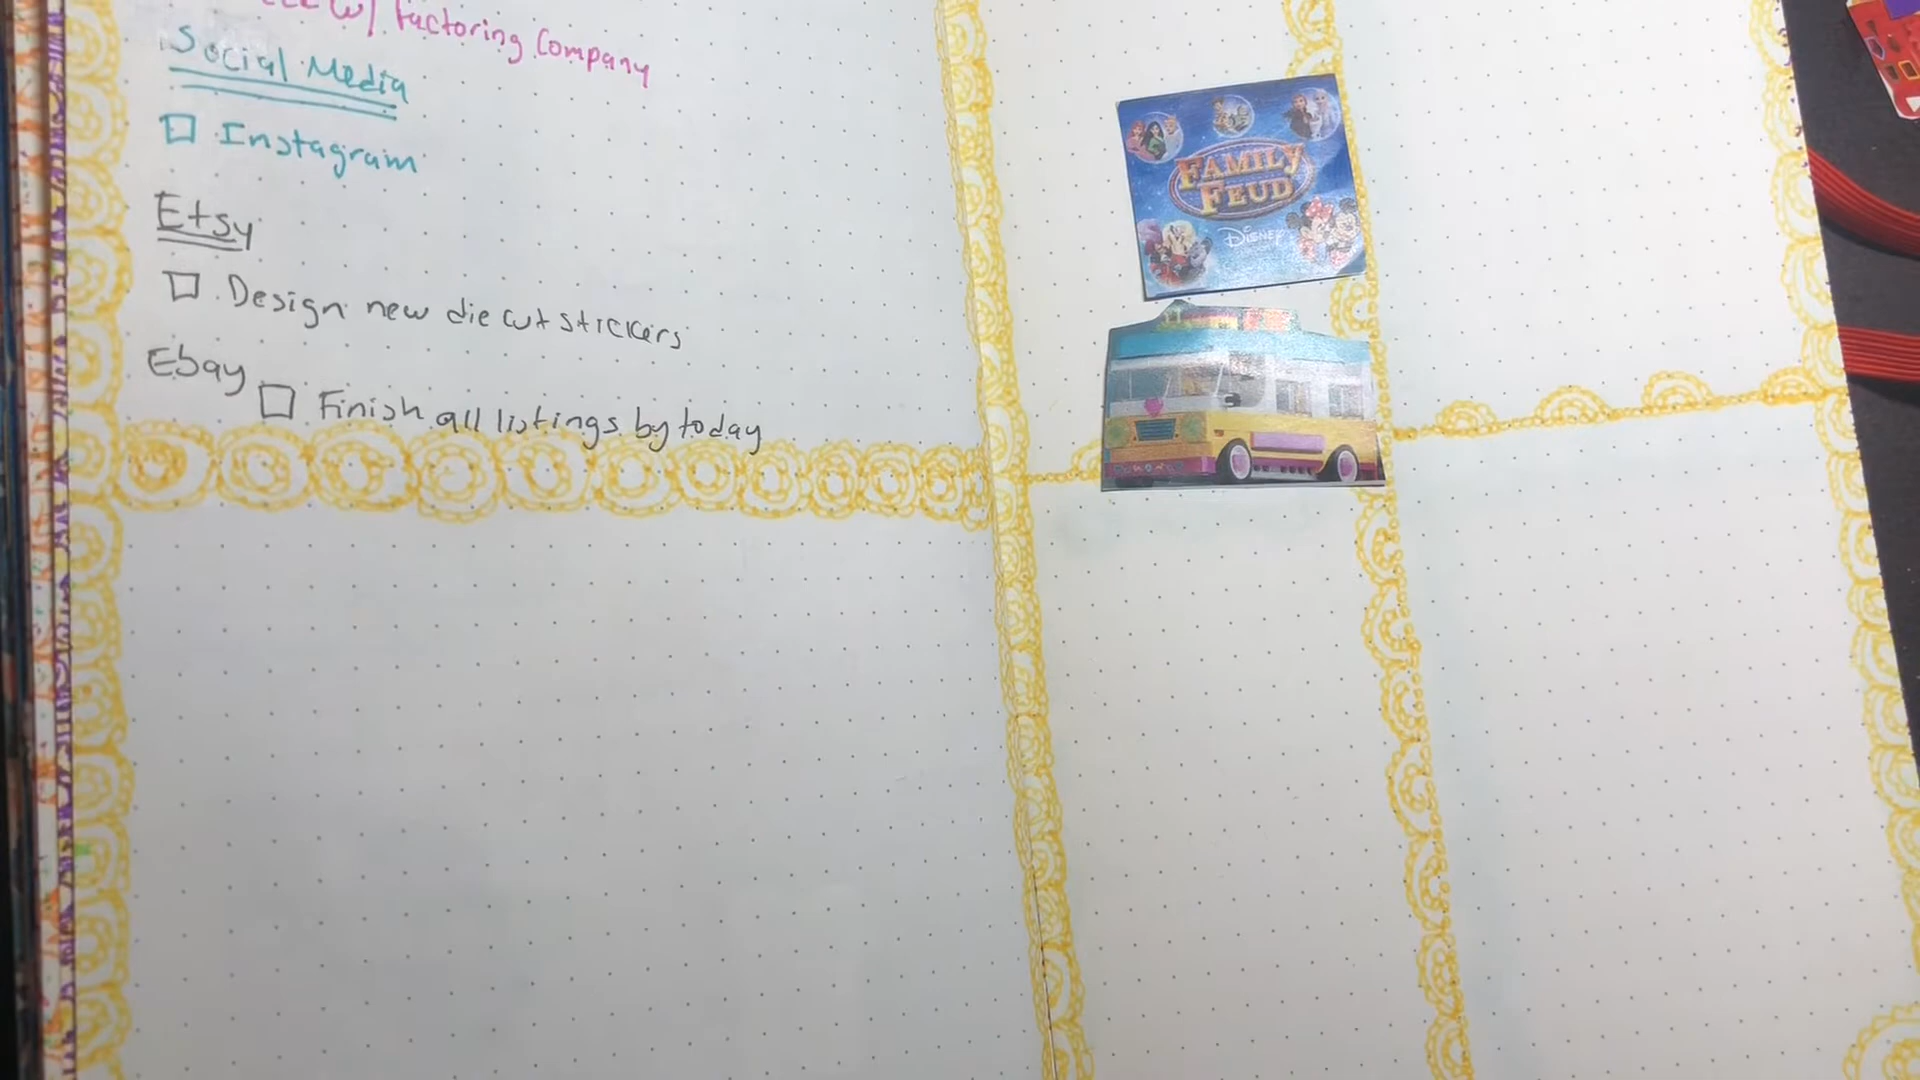 w/ factoring Company
Social Media
Instagram
Etsy
Design new die cut stickers
Ebay
Finish all listings by today
FAMILY
FEUD
DISNEY